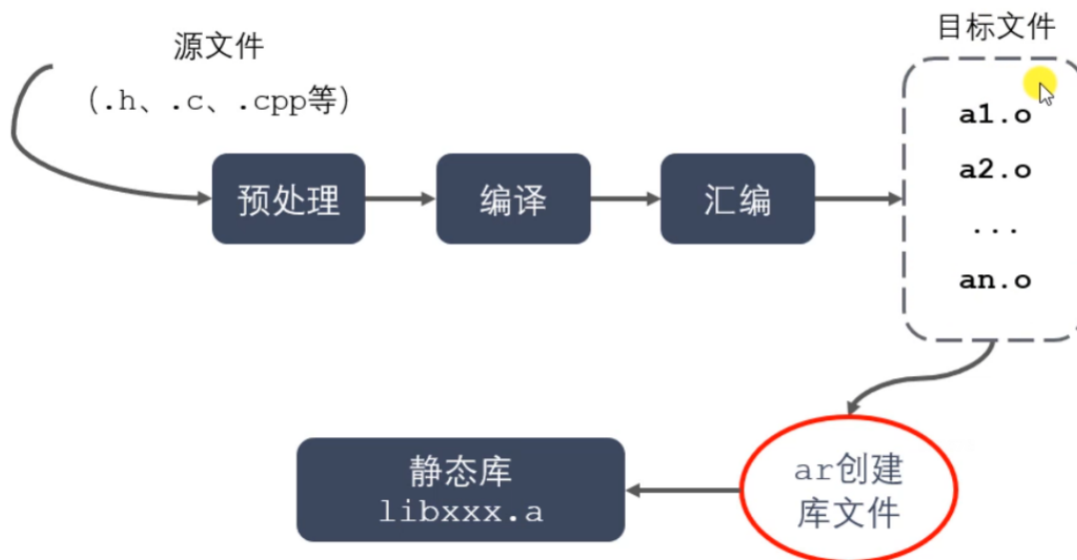 源文件
（.h、.c、.cpp等）
预处理
编译
汇编
目标文件
a1.o
a2.o
...
an.o
ar创建
库文件
静态库
libxxx.a